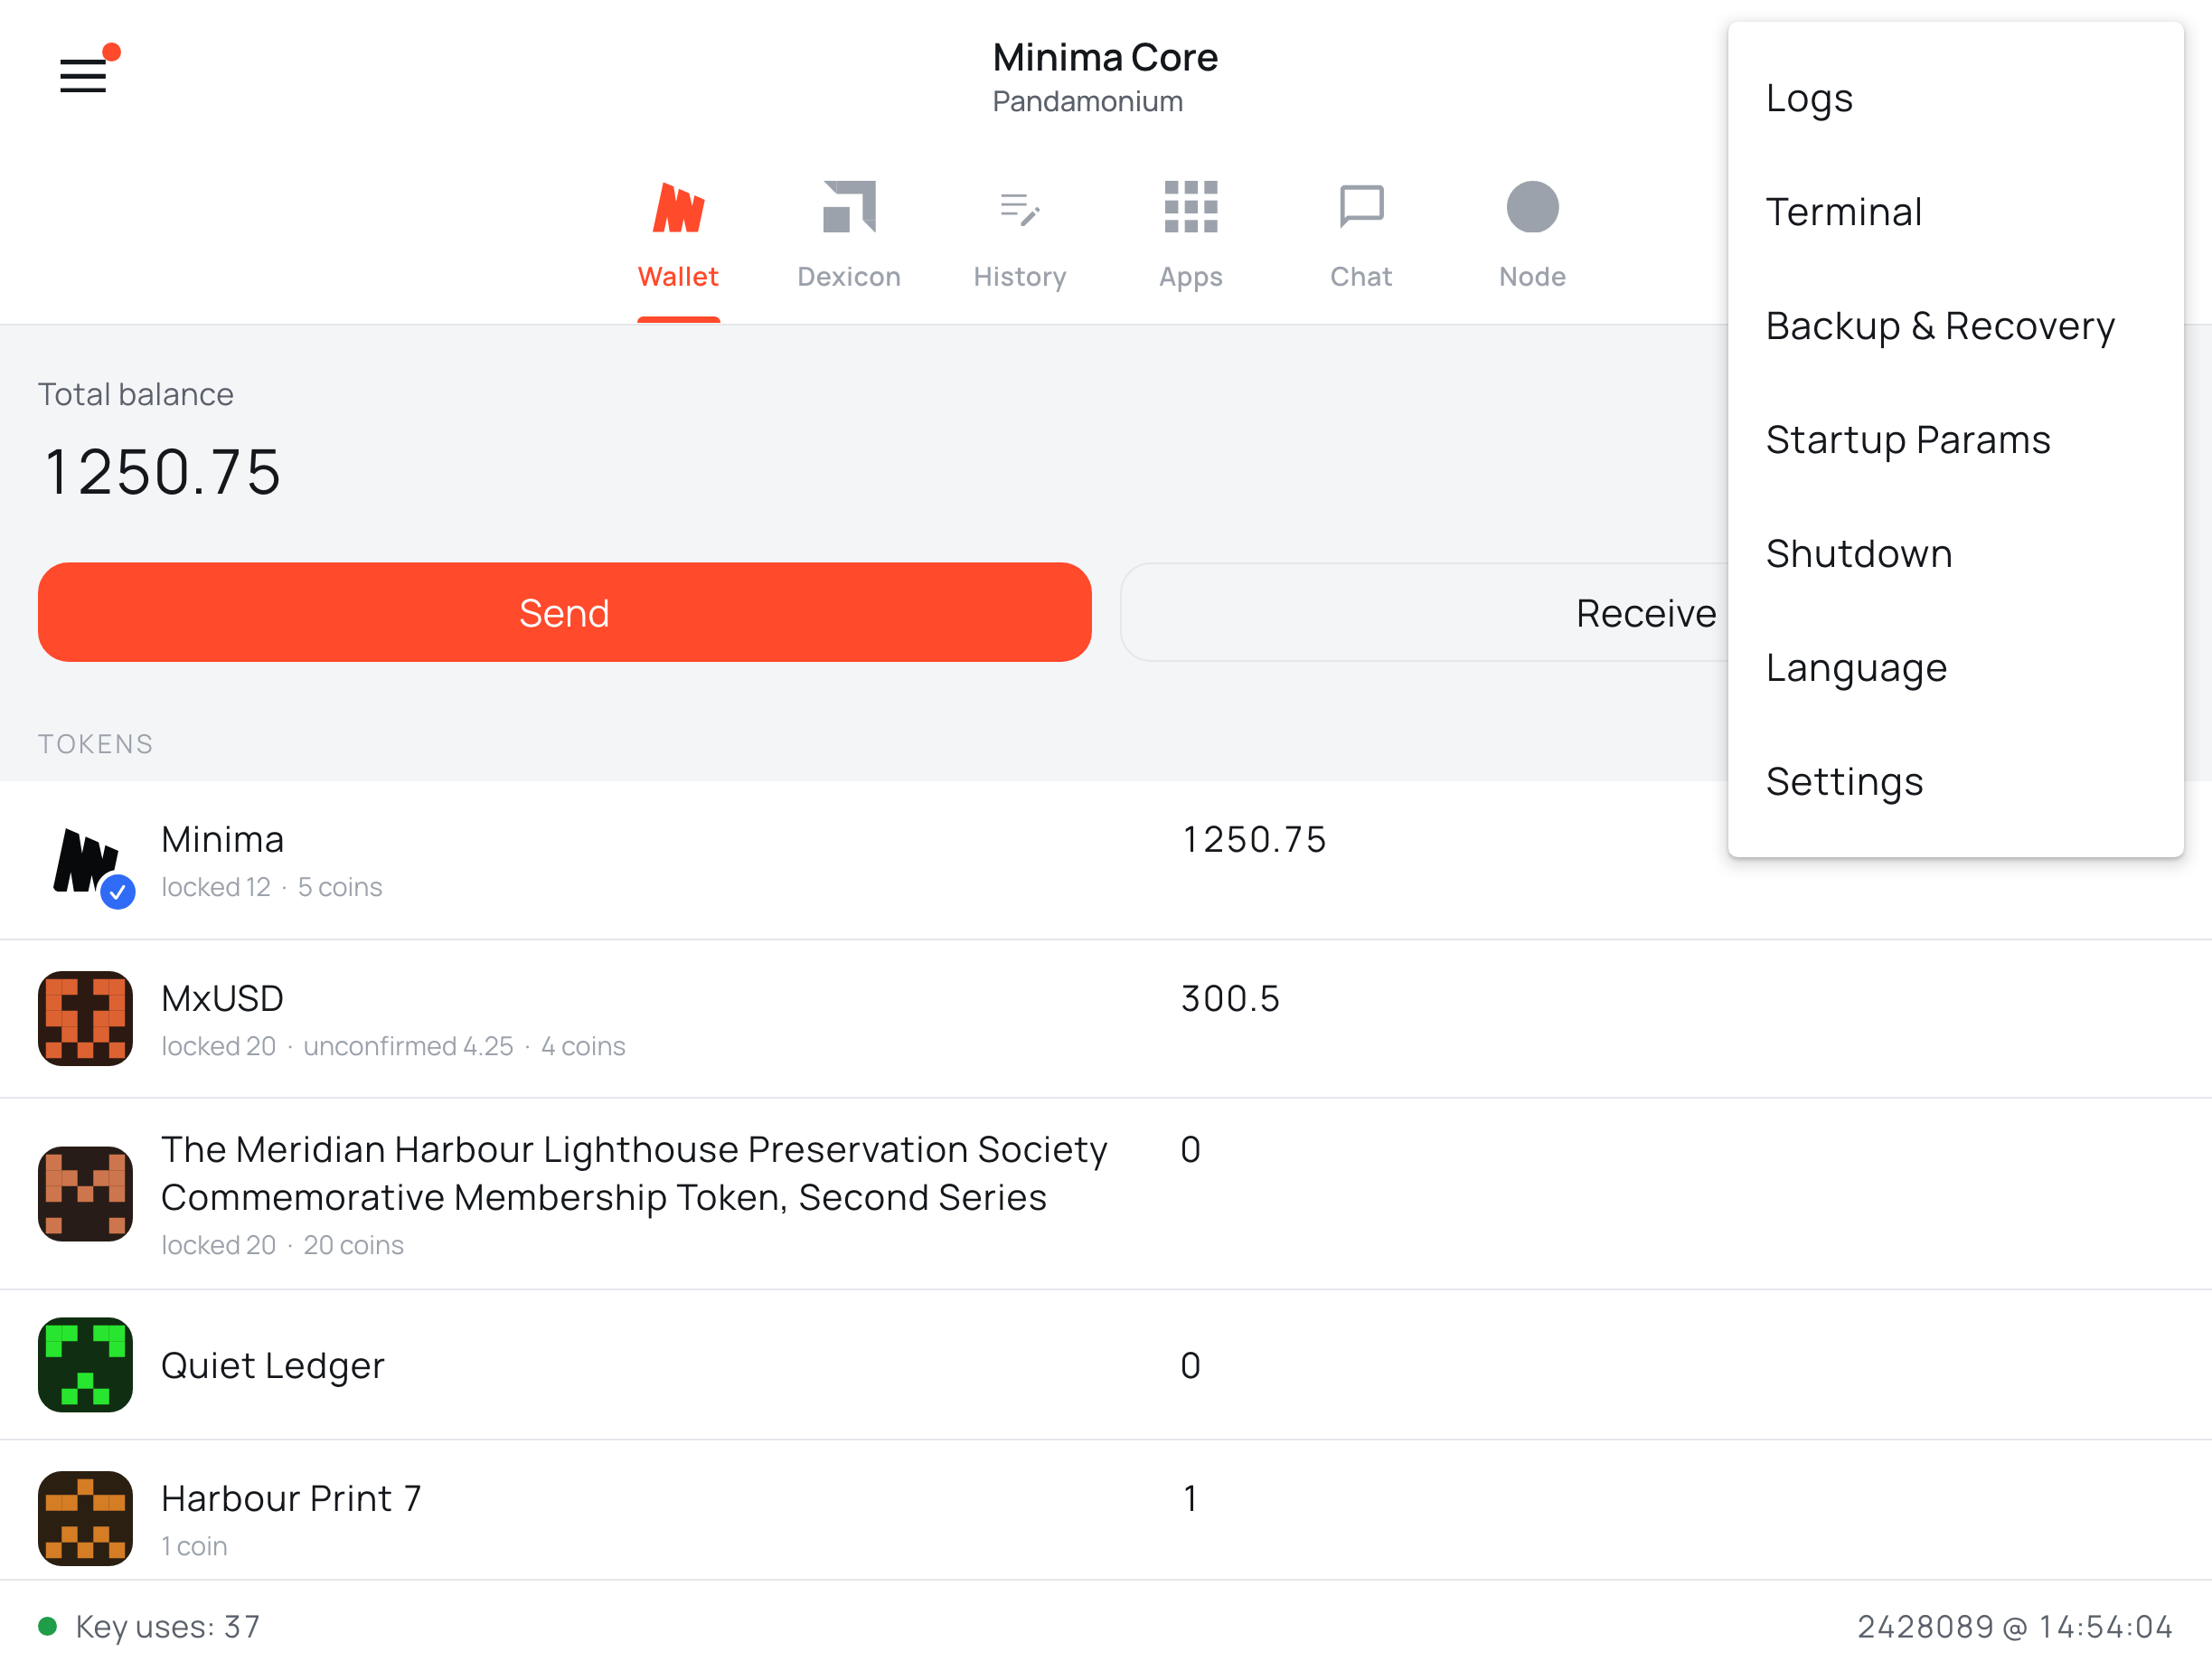 Minima Core
Pandamonium
Wallet
Dexicon
History
Apps
Chat
Node
Logs
Terminal
Backup & Recovery
Startup Params
Shutdown
Language
Settings
Total balance
1250.75
Send
Receive
TOKENS
Minima
1250.75
locked 12 · 5 coins
MxUSD
300.5
locked 20 · unconfirmed 4.25 · 4 coins
The Meridian Harbour Lighthouse Preservation Society
0
Commemorative Membership Token, Second Series
locked 20 · 20 coins
Quiet Ledger
0
Harbour Print 7
1
1 coin
Key uses: 37
2428089 @ 14:54:04